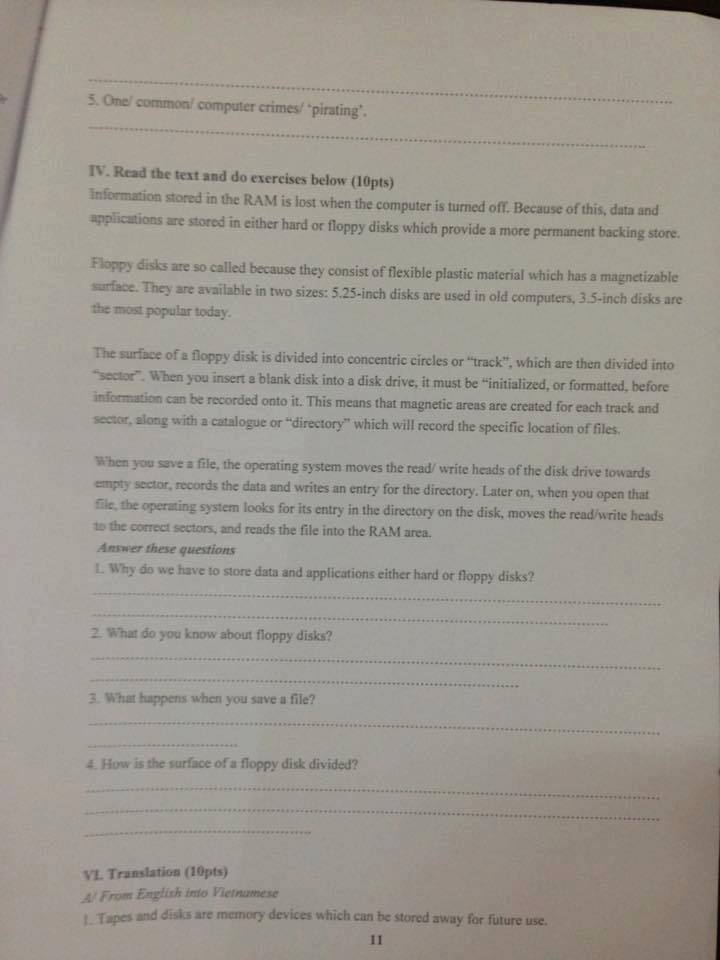 5. One/ common/ computer crimes/ ‘pirating’.
IV. Read the text and do exercises below (10pts)
Information stored in the RAM is lost when the computer is turned off. Because of this, data and
applications are stored in either hard or floppy disks which provide a more permanent backing store.
Floppy disks are so called because they consist of flexible plastic material which has a magnetizable
surface. They are available in two sizes: 5.25-inch disks are used in old computers, 3.5-inch disks are
the most popular today.
The surface of a floppy disk is divided into concentric circles or “track”, which are then divided into
“sector”. When you insert a blank disk into a disk drive, it must be “initialized, or formatted, before
information can be recorded onto it. This means that magnetic areas are created for each track and
sector, along with a catalogue or “directory” which will record the specific location of files.
When you save a file, the operating system moves the read/ write heads of the disk drive towards
empty sector, records the data and writes an entry for the directory. Later on, when you open that
file, the operating system looks for its entry in the directory on the disk, moves the read/write heads
to the correct sectors, and reads the file into the RAM area.
Answer these questions
1. Why do we have to store data and applications either hard or floppy disks?
2. What do you know about floppy disks?
3. What happens when you save a file?
4. How is the surface of a floppy disk divided?
VI. Translation (10pts)
A/ From English into Vietnamese
1. Tapes and disks are memory devices which can be stored away for future use.
11